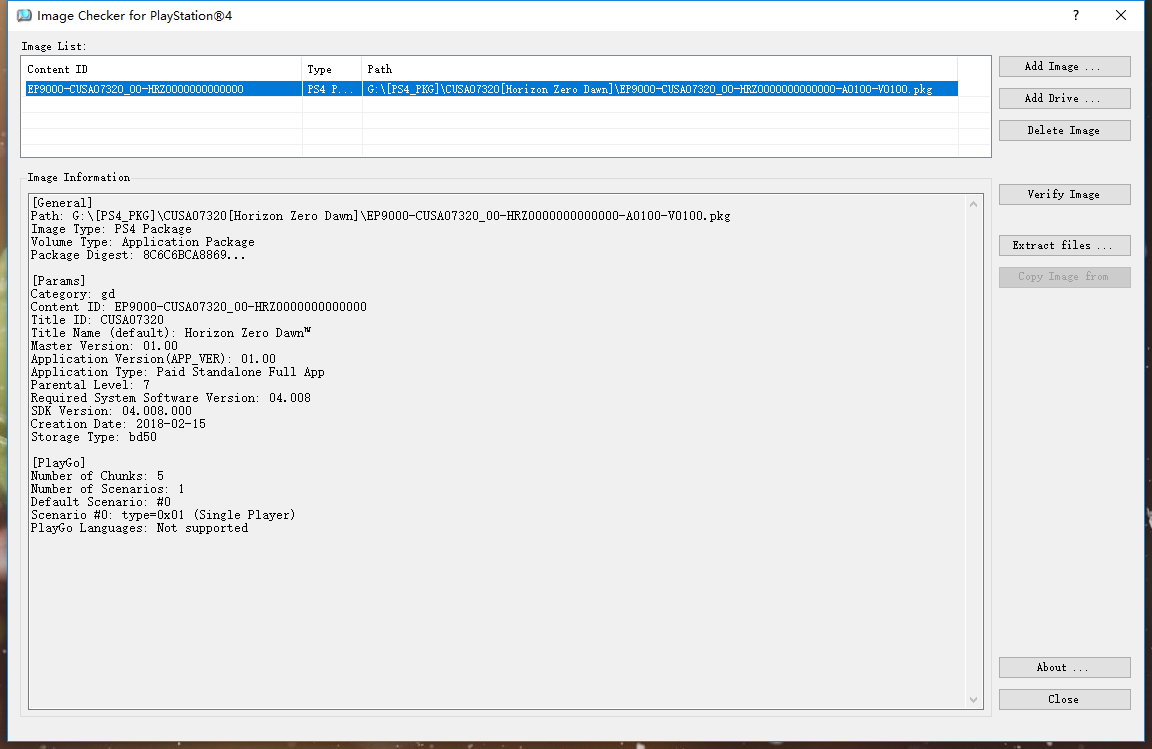 Image Checker for PlayStation®4
?
Image List:
Content ID Type Path
EP9000-CUSA07320_00-HRZ0000000000000 PS4 P... G:\[PS4_PKG]\CUSA07320[Horizon Zero Dawn]\EP9000-CUSA07320_00-HRZ0000000000000-A0100-V0100.pkg
Add Image ...
Add Drive ...
Delete Image
Image Information
[General]
Path: G:\[PS4_PKG]\CUSA07320[Horizon Zero Dawn]\EP9000-CUSA07320_00-HRZ0000000000000-A0100-V0100.pkg
Image Type: PS4 Package
Volume Type: Application Package
Package Digest: 8C6C6BCA8869...
[Params]
Category: gd
Content ID: EP9000-CUSA07320_00-HRZ0000000000000
Title ID: CUSA07320
Title Name (default): Horizon Zero Dawn™
Master Version: 01.00
Application Version(APP_VER): 01.00
Application Type: Paid Standalone Full App
Parental Level: 7
Required System Software Version: 04.008
SDK Version: 04.008.000
Creation Date: 2018-02-15
Storage Type: bd50
[PlayGo]
Number of Chunks: 5
Number of Scenarios: 1
Default Scenario: #0
Scenario #0: type=0x01 (Single Player)
PlayGo Languages: Not supported
Verify Image
Extract files ...
Copy Image from
About ...
Close